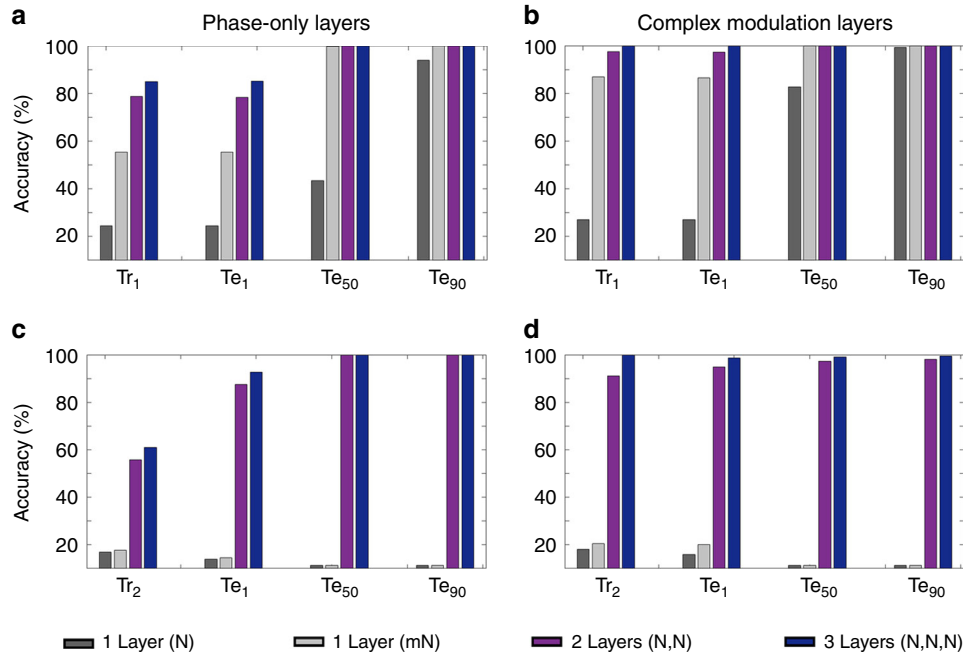 a Phase-only layers
100
80
60
40
20
Accuracy (%)
Tr1 Te1 Te50 Te90
b Complex modulation layers
100
80
60
40
20
Accuracy (%)
Tr1 Te1 Te50 Te90
c
100
80
60
40
20
Accuracy (%)
Tr2 Te1 Te50 Te90
d
100
80
60
40
20
Accuracy (%)
Tr2 Te1 Te50 Te90
1 Layer (N) 1 Layer (mN) 2 Layers (N,N) 3 Layers (N,N,N)